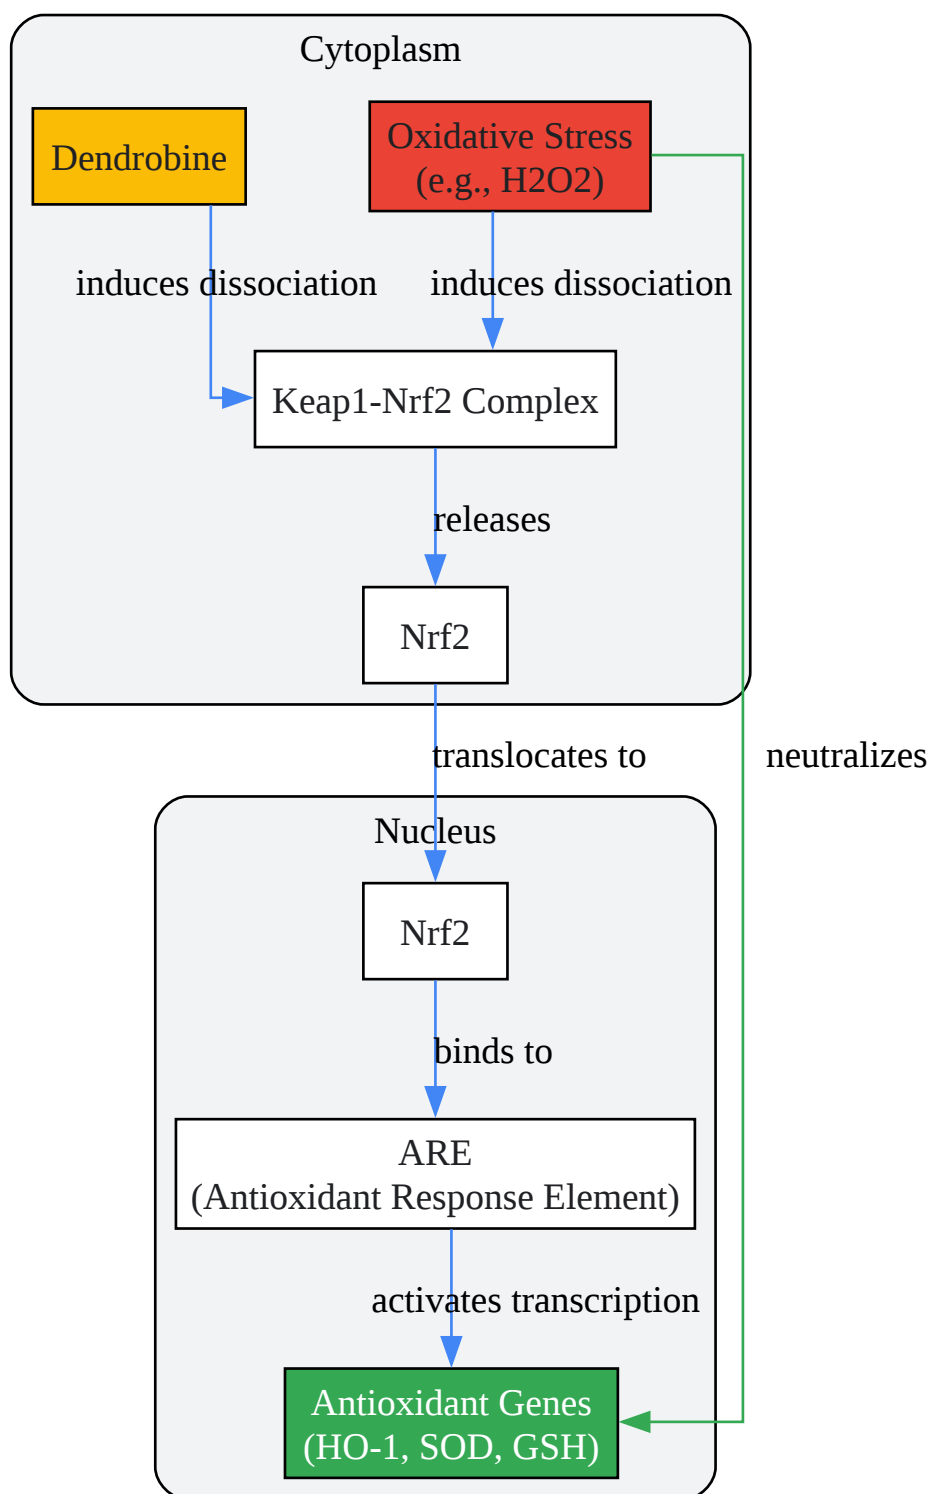 Cytoplasm
Dendrobine
Oxidative Stress
(e.g., H2O2)
induces dissociation
induces dissociation
Keap1-Nrf2 Complex
releases
Nrf2
translocates to
neutralizes
Nucleus
Nrf2
binds to
ARE
(Antioxidant Response Element)
activates transcription
Antioxidant Genes
(HO-1, SOD, GSH)